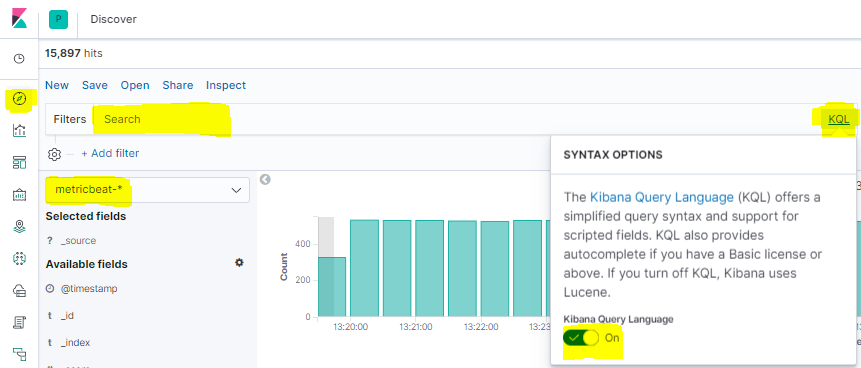 P Discover
15,897 hits
New Save Open Share Inspect
Filters Search KQL
+ Add filter
metricbeat-*
Selected fields
? _source
Available fields
@timestamp
t _id
t _index
Count
400
200
0
13:20:00 13:21:00 13:22:00 13:23
SYNTAX OPTIONS
The Kibana Query Language (KQL) offers a
simplified query syntax and support for
scripted fields. KQL also provides
autocomplete if you have a Basic license or
above. If you turn off KQL, Kibana uses
Lucene.
Kibana Query Language
On